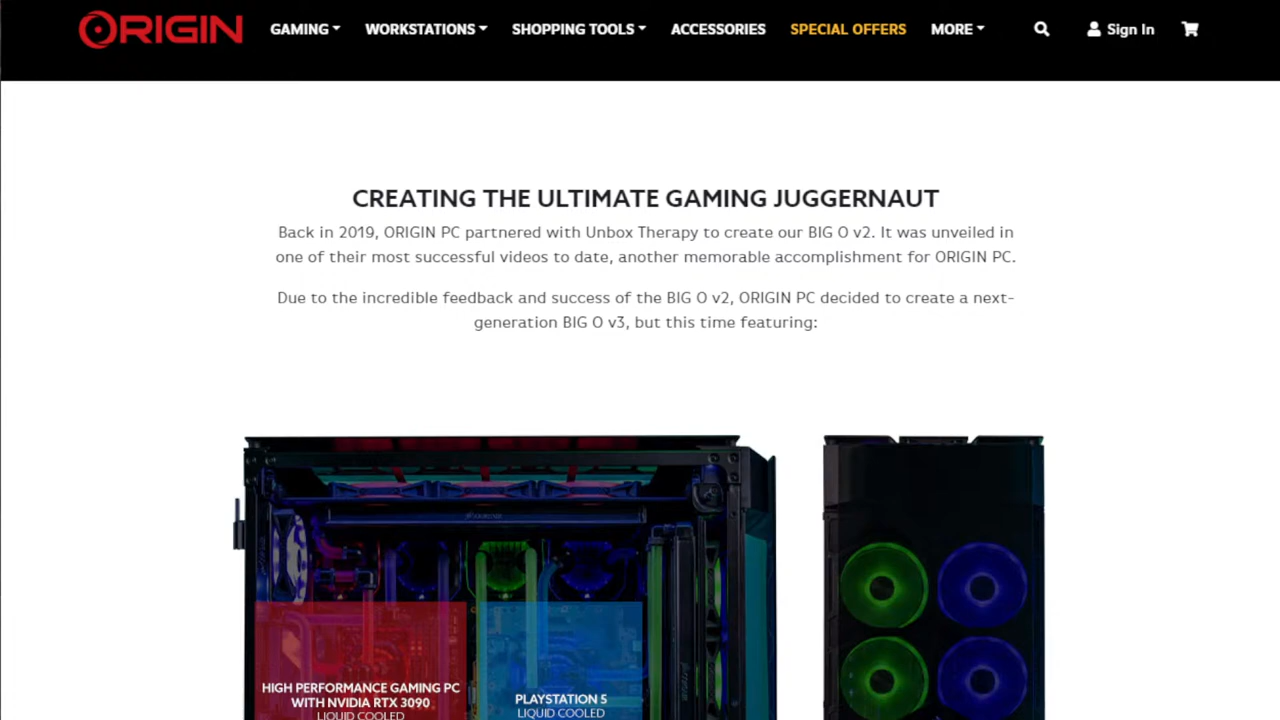 ORIGIN GAMING WORKSTATIONS SHOPPING TOOLS ACCESSORIES SPECIAL OFFERS MORE Sign In
CREATING THE ULTIMATE GAMING JUGGERNAUT
Back in 2019, ORIGIN PC partnered with Unbox Therapy to create our BIG O v2. It was unveiled in
one of their most successful videos to date, another memorable accomplishment for ORIGIN PC.
Due to the incredible feedback and success of the BIG O v2, ORIGIN PC decided to create a next-
generation BIG O v3, but this time featuring:
HIGH PERFORMANCE GAMING PC
WITH NVIDIA RTX 3090
LIQUID COOLED
PLAYSTATION 5
LIQUID COOLED